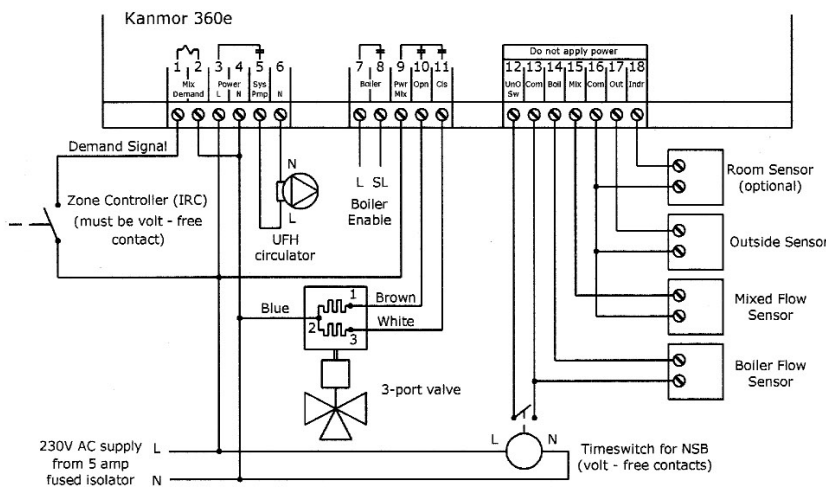 Kanmor 360e
Do not apply power
1 2 3 4 5 6 7 8 9 10 11 12 13 14 15 16 17 18
Mix Demand
Power
L N
Sys Pmp
N
Boiler
Pwr Mix
Opn
Cls
UnO Sw
Com
Boil
Mix
Com
Out
Indr
Demand Signal
Zone Controller (IRC)
(must be volt - free
contact)
N
L
UFH
circulator
L SL
Boiler
Enable
Room Sensor
(optional)
Outside Sensor
Mixed Flow
Sensor
Boiler Flow
Sensor
Blue
1
Brown
2
White
3
3-port valve
230V AC supply
from 5 amp
fused isolator
L
N
L
N
Timeswitch for NSB
(volt - free contacts)